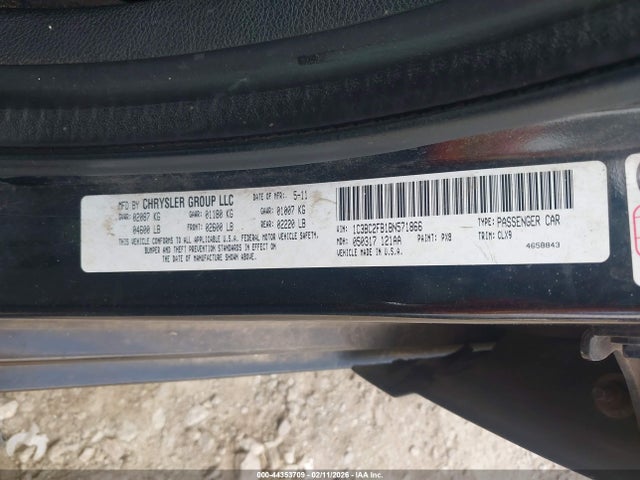 MFD BY CHRYSLER GROUP LLC DATE OF MFR: 5-11
GVWR: 02087 KG GAWR: 01180 KG GAWR: 01007 KG
04600 LB FRONT: 02600 LB REAR: 02220 LB
THIS VEHICLE CONFORMS TO ALL APPLICABLE U.S.A. FEDERAL MOTOR VEHICLE SAFETY,
BUMPER AND THEFT PREVENTION STANDARDS IN EFFECT ON
THE DATE OF MANUFACTURE SHOWN ABOVE.
VIN: 1C3BC2FB1BN571866 TYPE: PASSENGER CAR
MDH: 050317 121AA PAINT: PX8 TRIM: CLX9
VEHICLE MADE IN U.S.A. 4658843
000-44353709 - 02/11/2026 - COPYRIGHT IAA, LLC